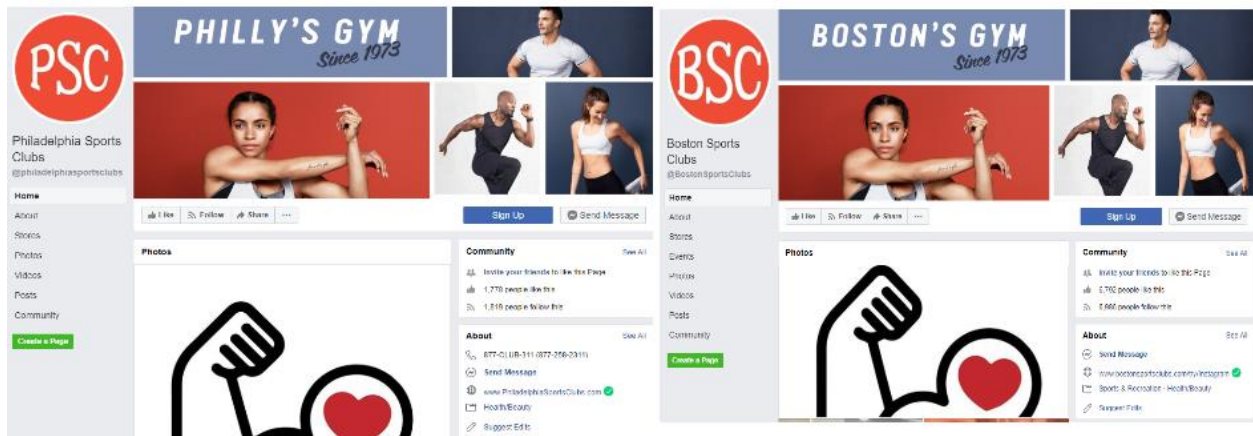 PHILLY'S GYM
Since 1973
PSC
Philadelphia Sports
Clubs
@philadelphiasportsclubs
Home
About
Stores
Photos
Videos
Posts
Community
Create a Page
Like Follow Share ...
Sign Up
Send Message
Photos
Community See All
Invite your friends to like this Page
1,778 people like this
1,818 people follow this
About See All
877-CLUB-311 (877-258-2311)
Send Message
www.PhiladelphiaSportsClubs.com
Health/Beauty
Suggest Edits
BOSTON'S GYM
Since 1973
BSC
Boston Sports
Clubs
@BostonSportsClubs
Home
About
Stores
Events
Photos
Videos
Posts
Community
Create a Page
Like Follow Share ...
Sign Up
Send Message
Photos
Community See All
Invite your friends to like this Page
people like this
people follow this
About See All
Send Message
Sports & Recreation · Health/Beauty
Suggest Edits